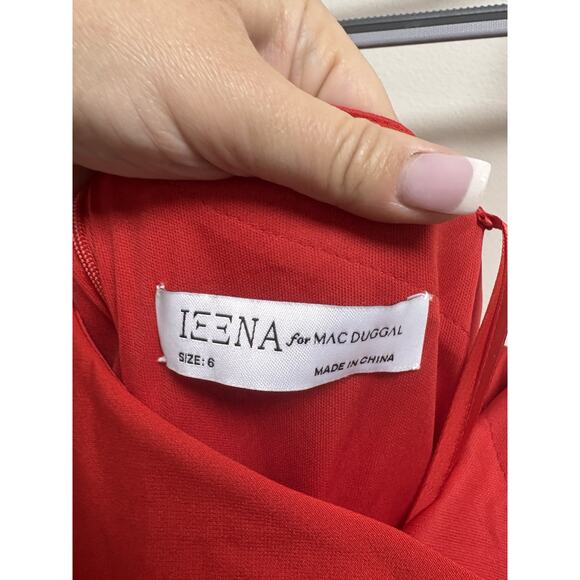 IEENA for MAC DUGGAL
SIZE: 6 MADE IN CHINA